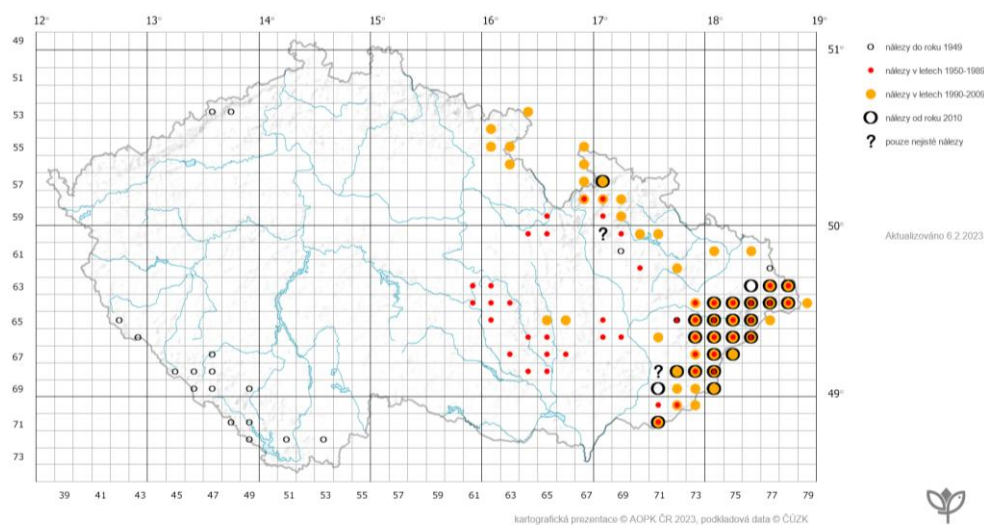 12° 13° 14° 15° 16° 17° 18° 19°
49 51°
51
53
55
57
59 50°
61
63
65
67
69 49°
71
73
39 41 43 45 47 49 51 53 55 57 59 61 63 65 67 69 71 73 75 77 79
? ?
nálezy do roku 1949
nálezy v letech 1950-1989
nálezy v letech 1990-2009
nálezy od roku 2010
? pouze nejisté nálezy
Aktualizováno 6.2.2023
kartografická prezentace © AOPK ČR 2023, podkladová data © ČÚZK